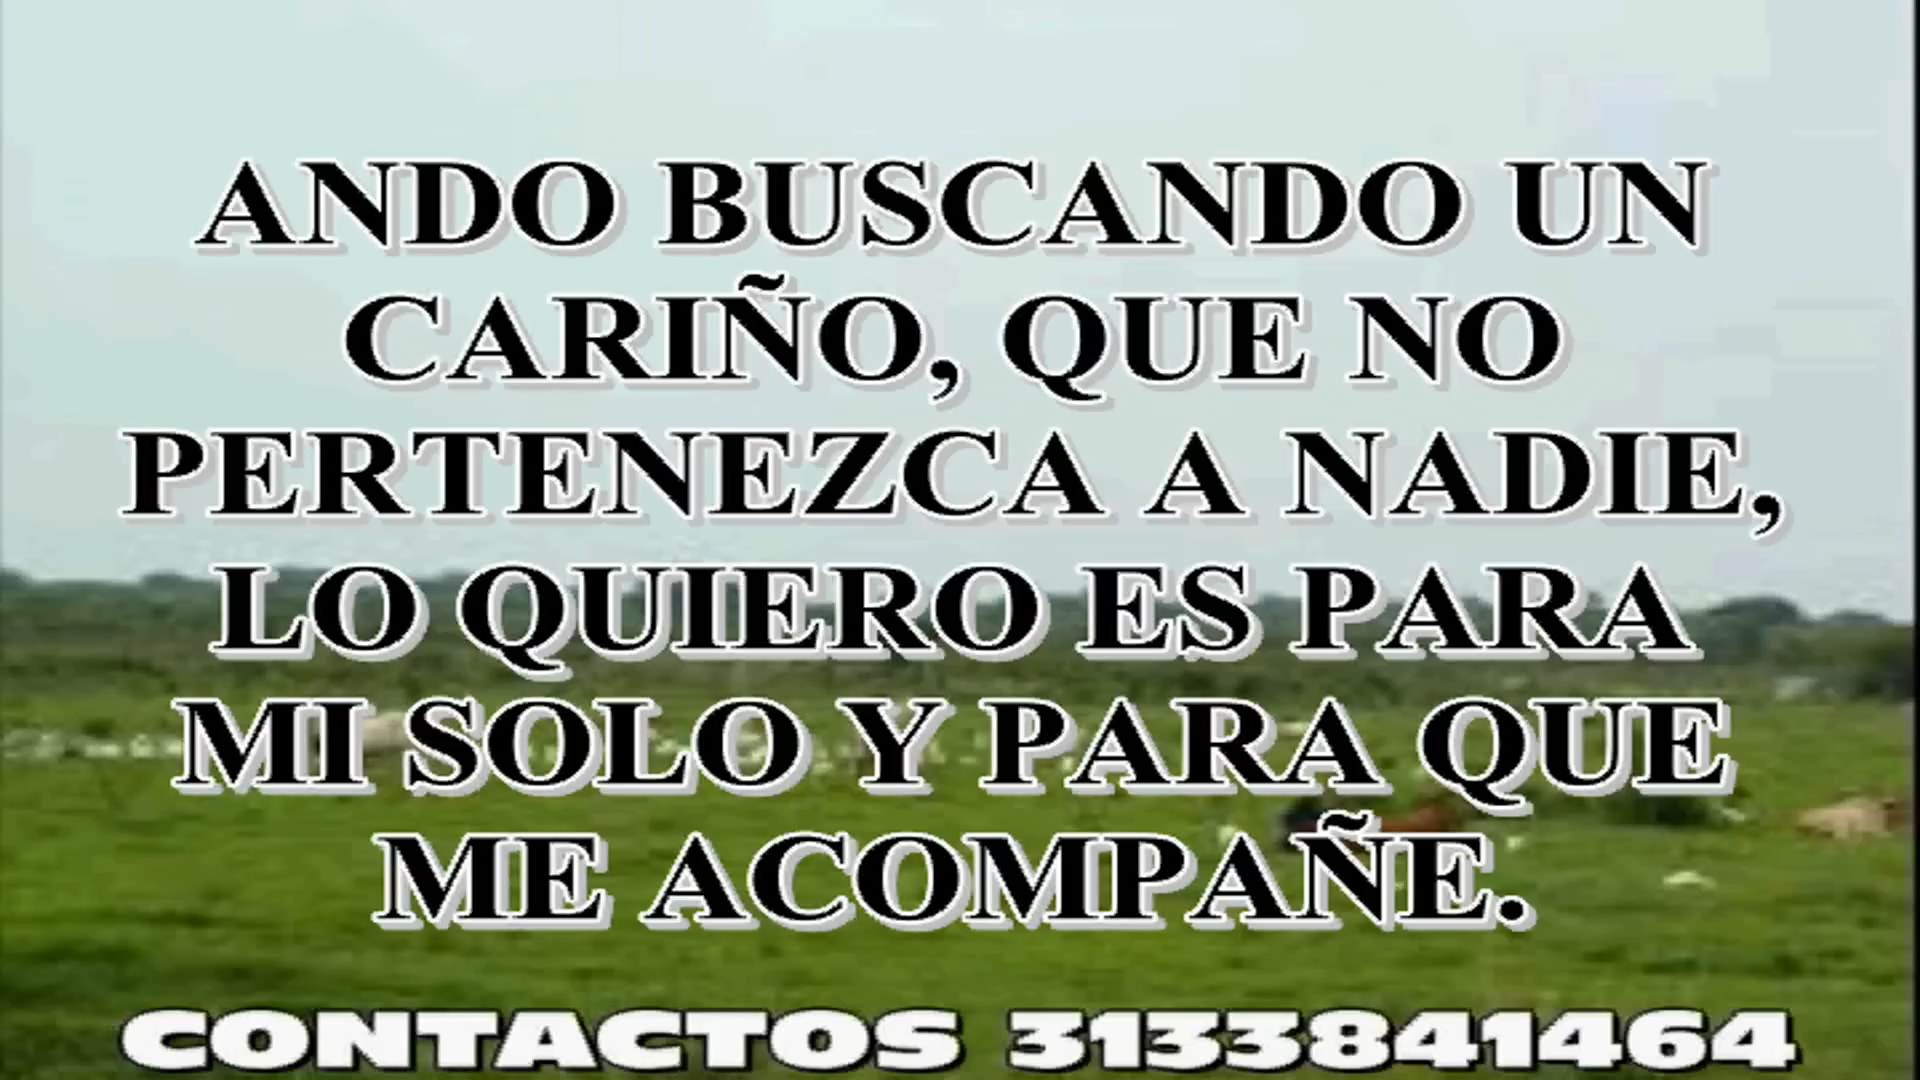 ANDO BUSCANDO UN
CARIÑO, QUE NO
PERTENEZCA A NADIE,
LO QUIERO ES PARA
MI SOLO Y PARA QUE
ME ACOMPAÑE.
CONTACTOS 3133841464